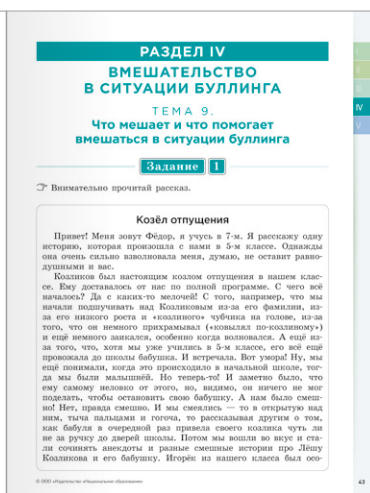 РАЗДЕЛ IV
ВМЕШАТЕЛЬСТВО
В СИТУАЦИИ БУЛЛИНГА
ТЕМА 9.
Что мешает и что помогает
вмешаться в ситуации буллинга
Задание 1
Внимательно прочитай рассказ.
Козёл отпущения
Привет! Меня зовут Фёдор, я учусь в 7-м. Я расскажу одну
историю, которая произошла с нами в 5-м классе. Однажды
она очень сильно взволновала меня, думаю, не оставит равно-
душными и вас.
Козликов был настоящим козлом отпущения в нашем клас-
се. Ему доставалось от нас по полной программе. С чего всё
началось? Да с каких-то мелочей! С того, например, что мы
начали подшучивать над Козликовым из-за его фамилии, из-
за его низкого роста и «козлиного» чубчика на голове, из-за
того, что он немного прихрамывал («ковылял по-козлиному»)
и ещё немного заикался, особенно когда волновался. А ещё из-
за того, что, хотя мы уже учились в 5-м классе, его всё ещё
провожала до школы бабушка. И встречала. Вот умора! Ну, мы
ещё понимали, когда это происходило в начальной школе, тог-
да мы были малышнёй. Но теперь-то! И заметно было, что
ему самому неловко от этого, но, видимо, он ничего не мог
поделать, чтобы остановить свою бабушку. А нам было смеш-
но! Нет, правда смешно. И мы смеялись — то в открытую над
ним, тыча пальцами и гогоча, то рассказывая другим о том,
как бабуля в очередной раз привела своего козлика чуть ли
не за ручку до дверей школы. Потом мы вошли во вкус и ста-
ли сочинять анекдоты и разные смешные истории про Лёшу
Козликова и его бабушку. Игорёк из нашего класса был осо-
© ООО «Издательство «Национальное образование»
43
I
II
III
IV
V